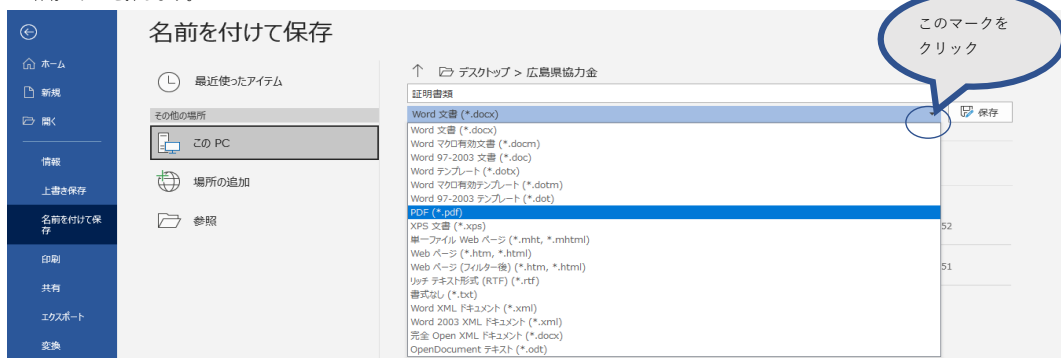 名前を付けて保存
このマークを
クリック
ホーム
新規
開く
情報
上書き保存
名前を付けて保
存
印刷
共有
エクスポート
変換
最近使ったアイテム
その他の場所
この PC
場所の追加
参照
デスクトップ > 広島県協力金
証明書類
Word 文書 (*.docx)
保存
Word 文書 (*.docx)
Word マクロ有効文書 (*.docm)
Word 97-2003 文書 (*.doc)
Word テンプレート (*.dotx)
Word マクロ有効テンプレート (*.dotm)
Word 97-2003 テンプレート (*.dot)
PDF (*.pdf)
XPS 文書 (*.xps)
単一ファイル Web ページ (*.mht, *.mhtml)
Web ページ (*.htm, *.html)
Web ページ (フィルター後) (*.htm, *.html)
リッチ テキスト形式 (RTF) (*.rtf)
書式なし (*.txt)
Word XML ドキュメント (*.xml)
Word 2003 XML ドキュメント (*.xml)
完全 Open XML ドキュメント (*.docx)
OpenDocument テキスト (*.odt)
52
51